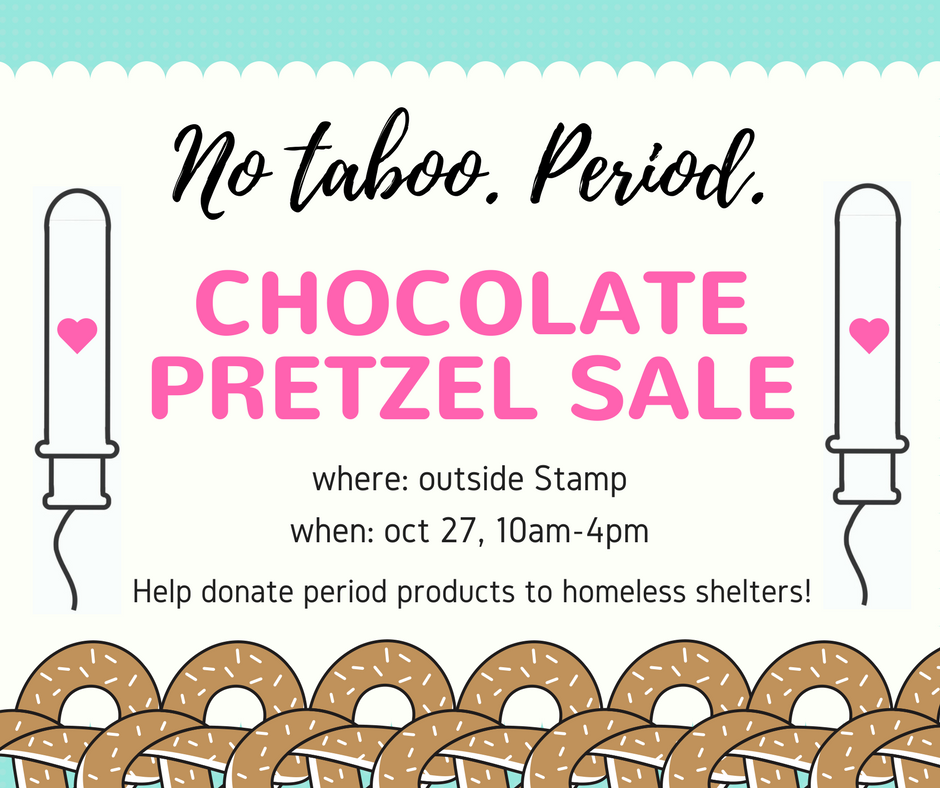 No taboo. Period.
CHOCOLATE
PRETZEL SALE
where: outside Stamp
when: oct 27, 10am-4pm
Help donate period products to homeless shelters!